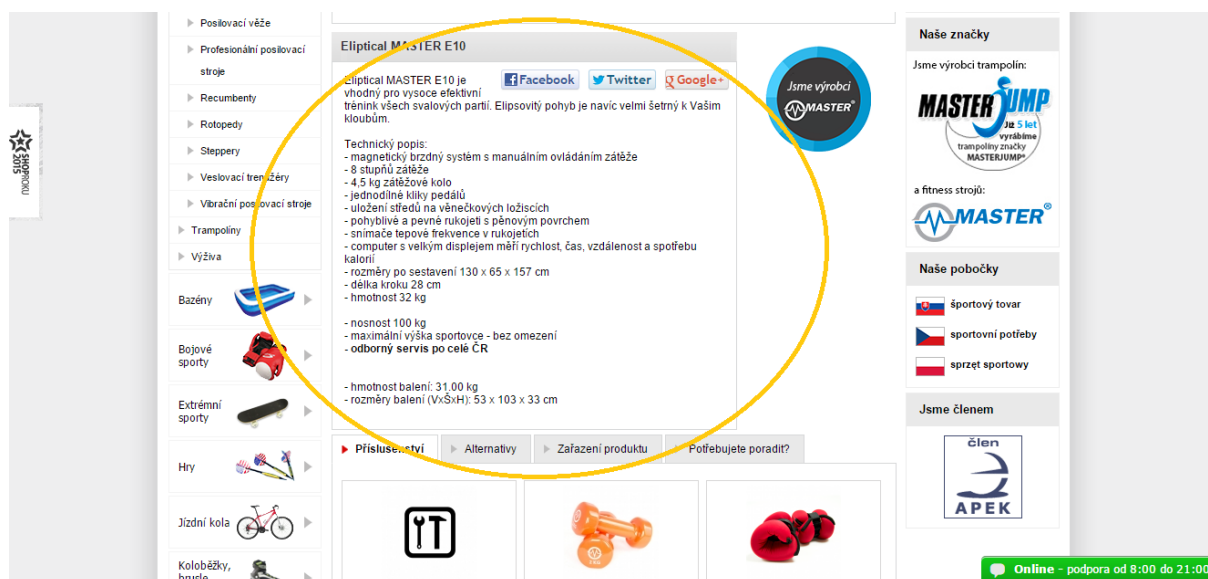 Posilovací věže
Profesionální posilovací
stroje
Recumbenty
Rotopedy
Steppery
Veslovací trenažéry
Vibrační posilovací stroje
Trampolíny
Výživa
Bazény
Bojové
sporty
Extrémní
sporty
Hry
Jízdní kola
Koloběžky,
brusle
SHOPROKU
2015
Eliptical MASTER E10
Facebook
Twitter
Google+
Eliptical MASTER E10 je
vhodný pro vysoce efektivní
trénink všech svalových partií. Elipsovitý pohyb je navíc velmi šetrný k Vašim
kloubům.
Technický popis:
- magnetický brzdný systém s manuálním ovládáním zátěže
- 8 stupňů zátěže
- 4,5 kg zátěžové kolo
- jednodílné kliky pedálů
- uložení středů na věnečkových ložiscích
- pohyblivé a pevné rukojeti s pěnovým povrchem
- snímače tepové frekvence v rukojetích
- computer s velkým displejem měří rychlost, čas, vzdálenost a spotřebu
kalorií
- rozměry po sestavení 130 x 65 x 157 cm
- délka kroku 28 cm
- hmotnost 32 kg
- nosnost 100 kg
- maximální výška sportovce - bez omezení
- odborný servis po celé ČR
- hmotnost balení: 31.00 kg
- rozměry balení (VxŠxH): 53 x 103 x 33 cm
Příslušenství
Alternativy
Zařazení produktu
Potřebujete poradit?
Jsme výrobci
MASTER®
Naše značky
Jsme výrobci trampolín:
MASTERJUMP
Již 5 let
vyrábíme
trampolíny značky
MASTERJUMP®
a fitness strojů:
MASTER®
Naše pobočky
športový tovar
sportovní potřeby
sprzęt sportowy
Jsme členem
člen
APEK
Online - podpora od 8:00 do 21:00